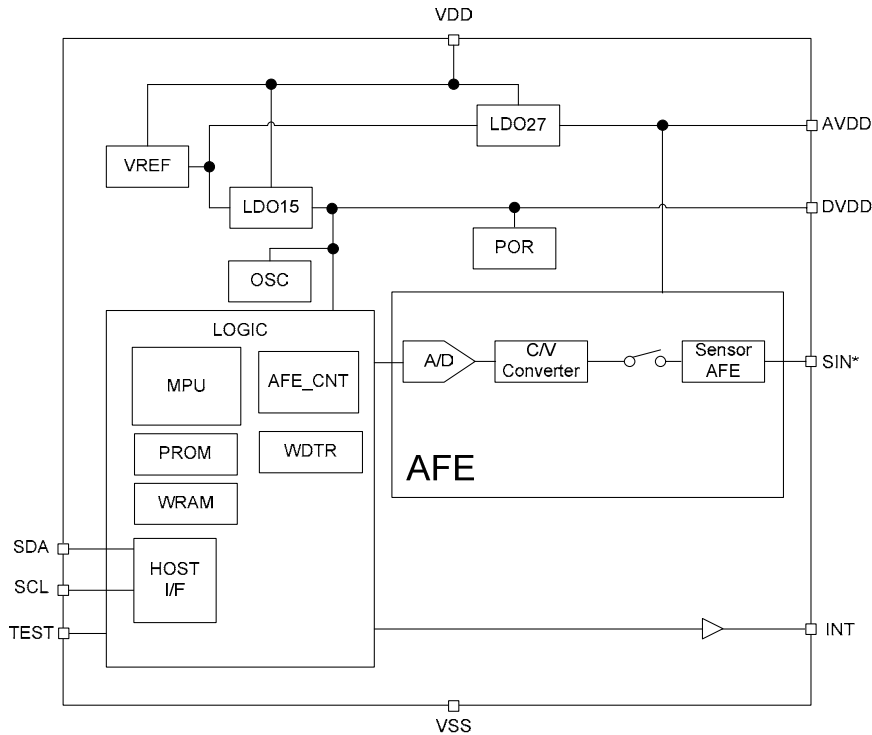 VDD
LDO27
AVDD
VREF
LDO15
DVDD
POR
OSC
LOGIC
MPU
AFE_CNT
A/D
C/V
Converter
Sensor
AFE
SIN*
PROM
WDTR
AFE
WRAM
SDA
HOST
I/F
SCL
TEST
INT
VSS